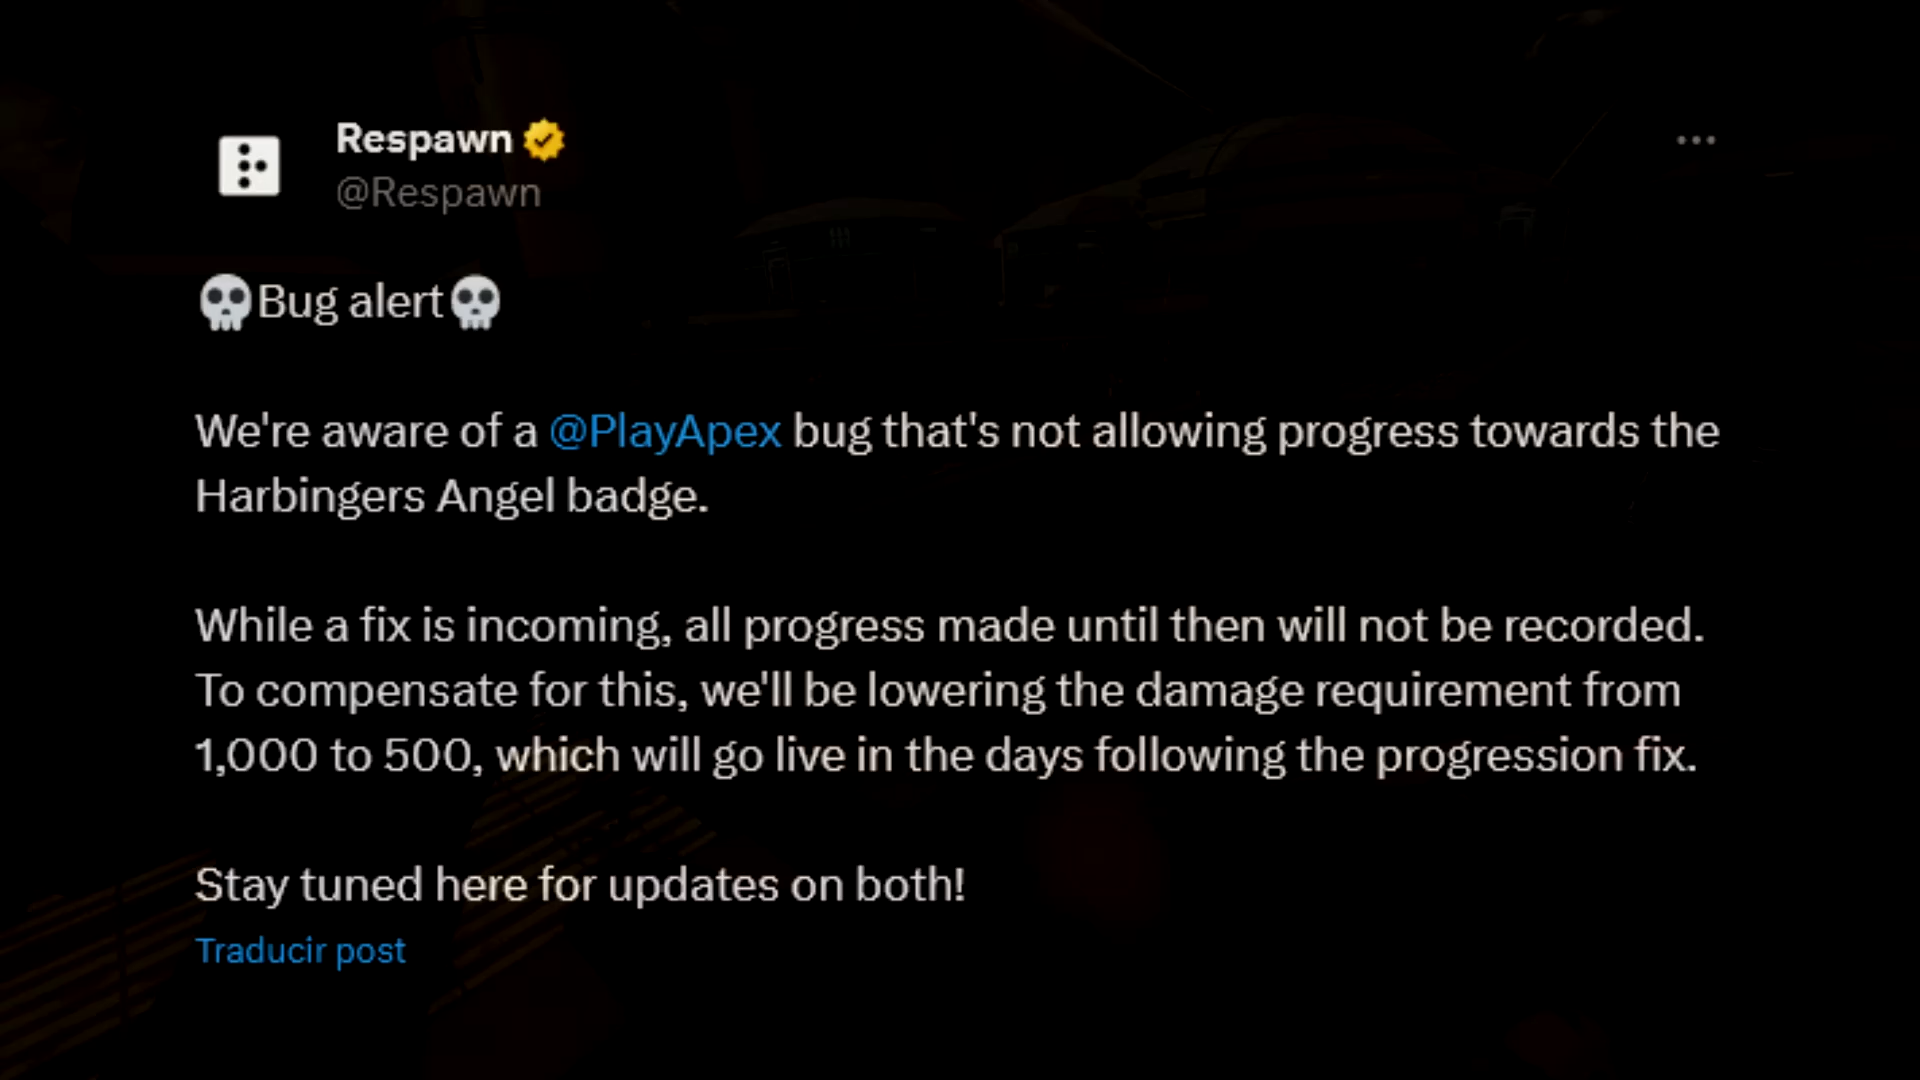 Respawn
@Respawn
💀Bug alert💀
We're aware of a @PlayApex bug that's not allowing progress towards the
Harbingers Angel badge.
While a fix is incoming, all progress made until then will not be recorded.
To compensate for this, we'll be lowering the damage requirement from
1,000 to 500, which will go live in the days following the progression fix.
Stay tuned here for updates on both!
Traducir post